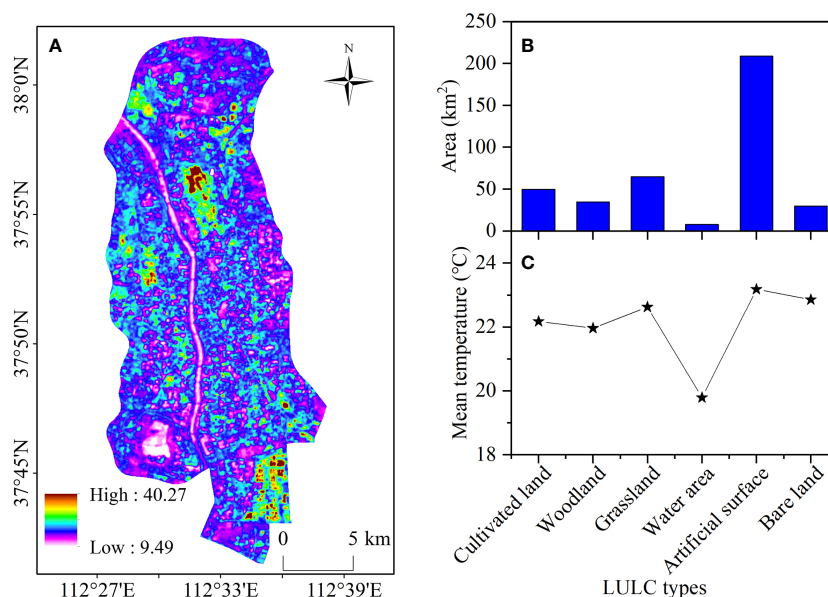 A
N
38°0'N
37°55'N
37°50'N
37°45'N
High : 40.27
Low : 9.49
0 5 km
112°27'E 112°33'E 112°39'E
B
Area (km²)
250
200
150
100
50
0
C
Mean temperature (°C)
24
22
20
18
Cultivated land
Woodland
Grassland
Water area
Artificial surface
Bare land
LULC types